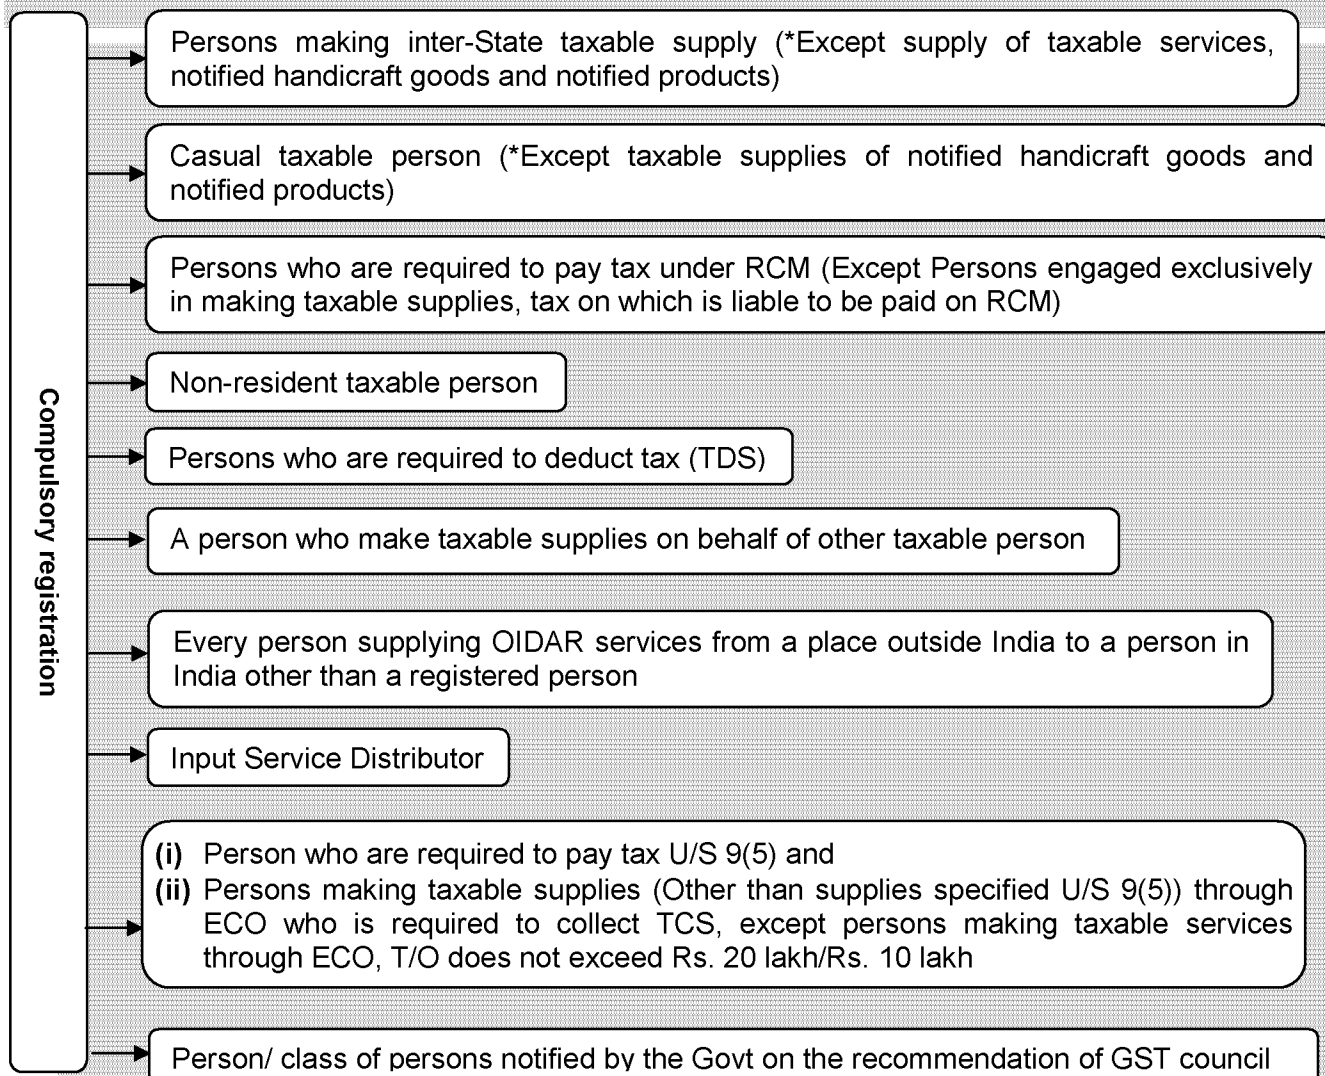 Compulsory registration
Persons making inter-State taxable supply (*Except supply of taxable services,
notified handicraft goods and notified products)
Casual taxable person (*Except taxable supplies of notified handicraft goods and
notified products)
Persons who are required to pay tax under RCM (Except Persons engaged exclusively
in making taxable supplies, tax on which is liable to be paid on RCM)
Non-resident taxable person
Persons who are required to deduct tax (TDS)
A person who make taxable supplies on behalf of other taxable person
Every person supplying OIDAR services from a place outside India to a person in
India other than a registered person
Input Service Distributor
(i) Person who are required to pay tax U/S 9(5) and
(ii) Persons making taxable supplies (Other than supplies specified U/S 9(5)) through
ECO who is required to collect TCS, except persons making taxable services
through ECO, T/O does not exceed Rs. 20 lakh/Rs. 10 lakh
Person/ class of persons notified by the Govt on the recommendation of GST council